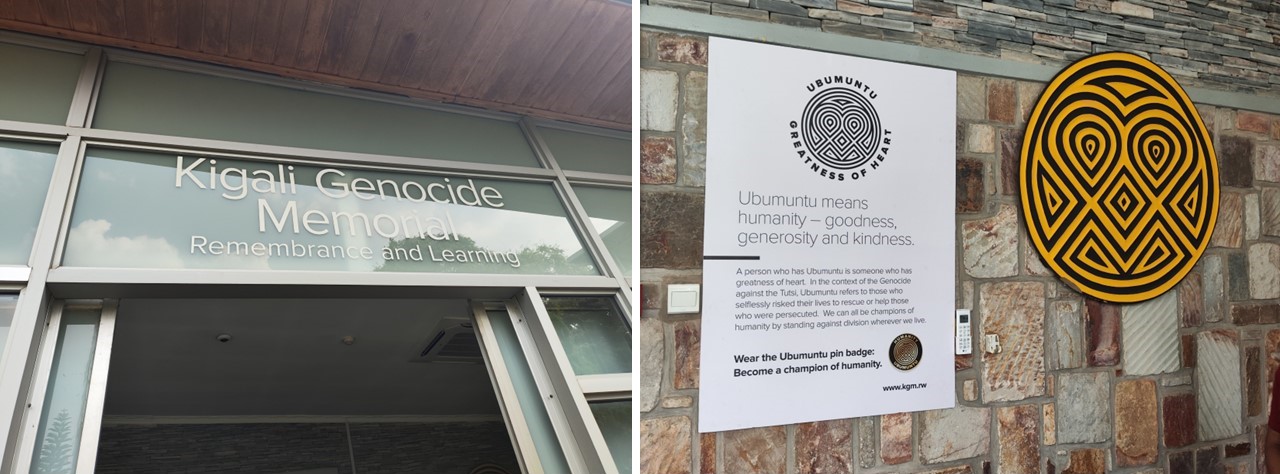 Kigali Genocide
Memorial
Remembrance and Learning
UBUMUNTU
GREATNESS OF HEART
Ubumuntu means
humanity – goodness,
generosity and kindness.
A person who has Ubumuntu is someone who has
greatness of heart. In the context of the Genocide
against the Tutsi, Ubumuntu refers to those who
selflessly risked their lives to rescue or help those
who were persecuted. We can all be champions of
humanity by standing against division wherever we live.
Wear the Ubumuntu pin badge:
Become a champion of humanity.
www.kgm.rw